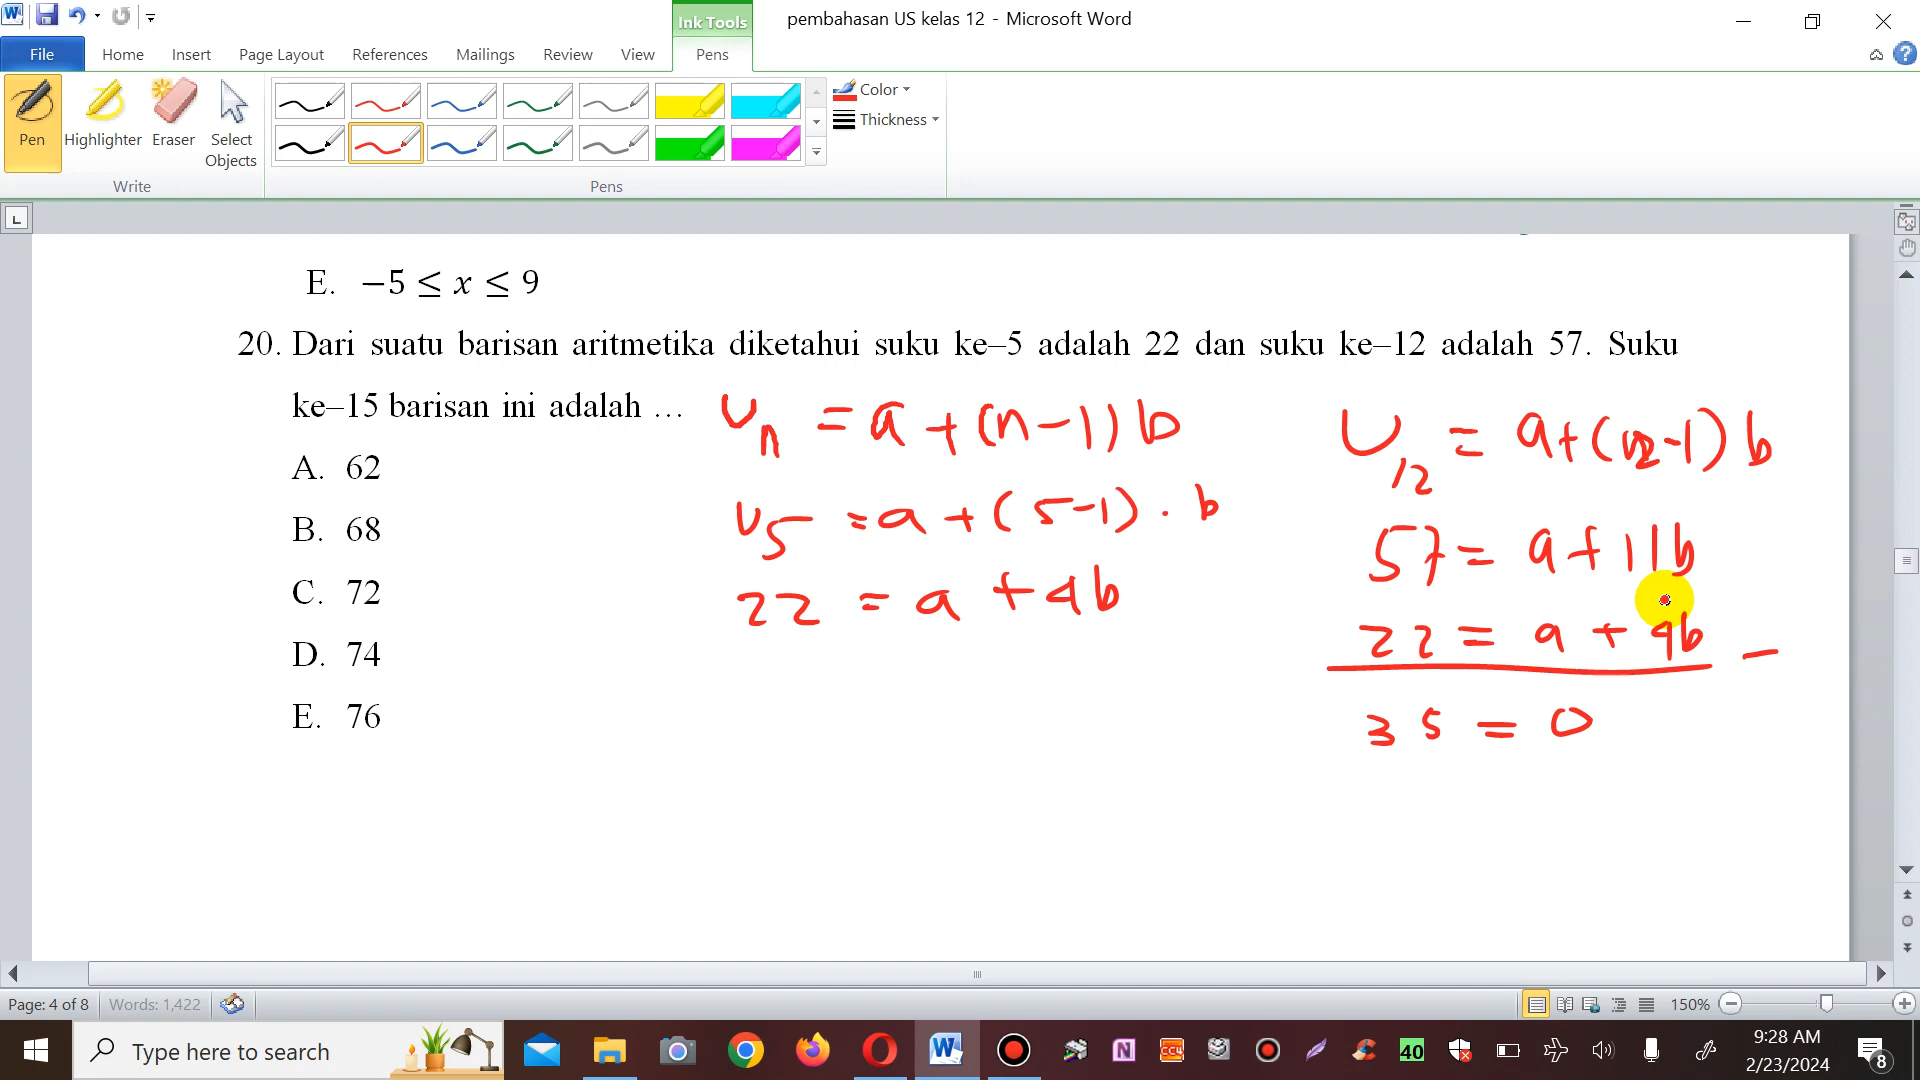 Ink Tools
pembahasan US kelas 12 - Microsoft Word
File Home Insert Page Layout References Mailings Review View Pens
Pen Highlighter Eraser Select Objects
Color
Thickness
Write Pens
E. −5 ≤ x ≤ 9
20. Dari suatu barisan aritmetika diketahui suku ke–5 adalah 22 dan suku ke–12 adalah 57. Suku
ke–15 barisan ini adalah …
A. 62
B. 68
C. 72
D. 74
E. 76
Un = a + (n-1) b
U5 = a + (5-1) . b
22 = a + 4b
U12 = a + (12-1) b
57 = a + 11b
22 = a + 4b −
35 = 0
Page: 4 of 8 Words: 1,422 150%
Type here to search
40
9:28 AM
2/23/2024
8